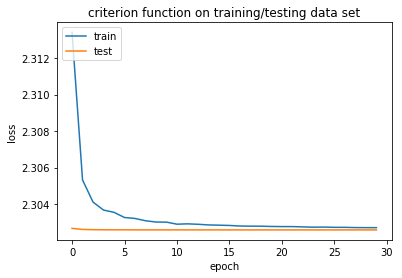 criterion function on training/testing data set
train
test
loss
2.312
2.310
2.308
2.306
2.304
0 5 10 15 20 25 30
epoch